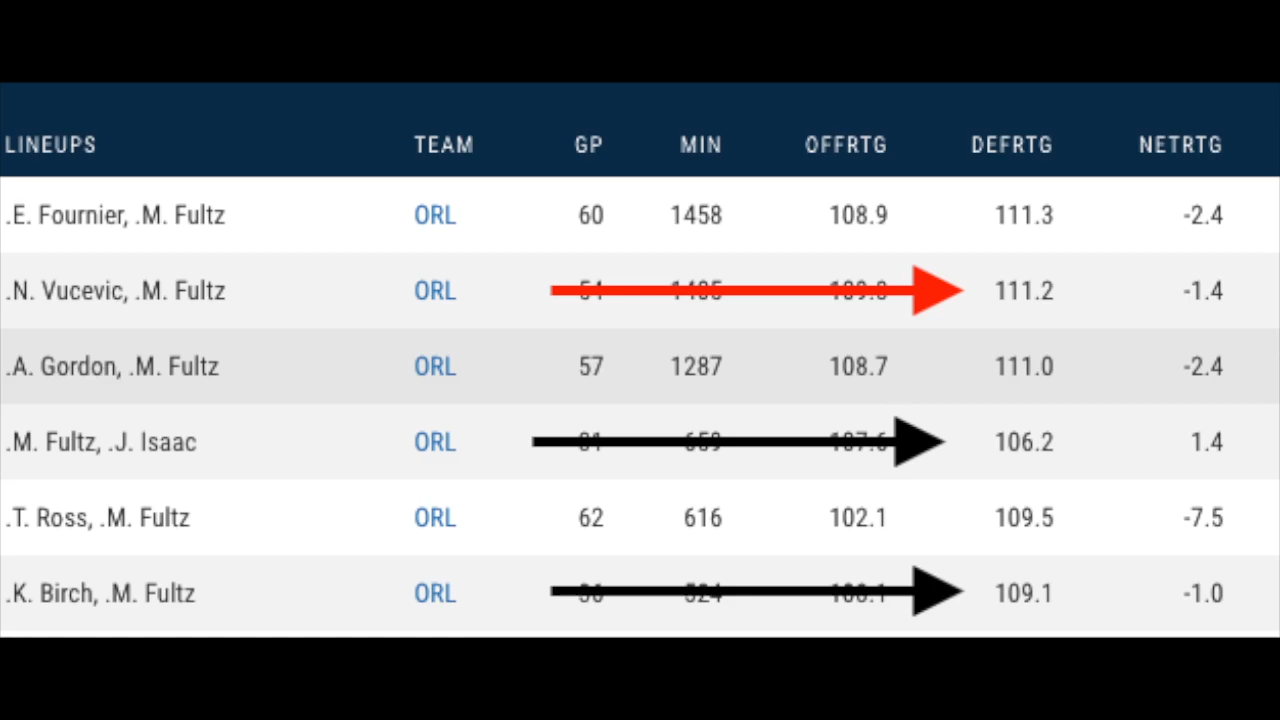 LINEUPS TEAM GP MIN OFFRTG DEFRTG NETRTG
.E. Fournier, .M. Fultz ORL 60 1458 108.9 111.3 -2.4
.N. Vucevic, .M. Fultz ORL 111.2 -1.4
.A. Gordon, .M. Fultz ORL 57 1287 108.7 111.0 -2.4
.M. Fultz, .J. Isaac ORL 106.2 1.4
.T. Ross, .M. Fultz ORL 62 616 102.1 109.5 -7.5
.K. Birch, .M. Fultz ORL 109.1 -1.0